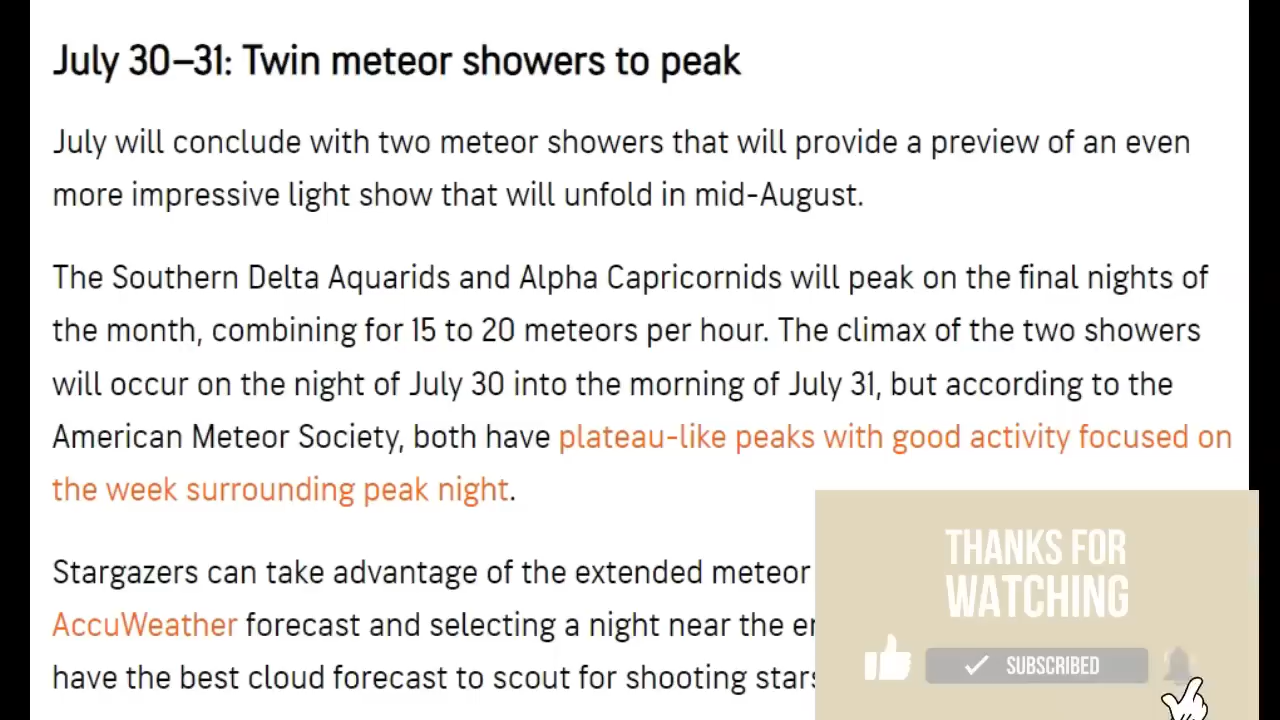 July 30–31: Twin meteor showers to peak
July will conclude with two meteor showers that will provide a preview of an even
more impressive light show that will unfold in mid-August.
The Southern Delta Aquarids and Alpha Capricornids will peak on the final nights of
the month, combining for 15 to 20 meteors per hour. The climax of the two showers
will occur on the night of July 30 into the morning of July 31, but according to the
American Meteor Society, both have plateau-like peaks with good activity focused on
the week surrounding peak night.
Stargazers can take advantage of the extended meteor
AccuWeather forecast and selecting a night near the
have the best cloud forecast to scout for shooting
THANKS FOR
WATCHING
SUBSCRIBED